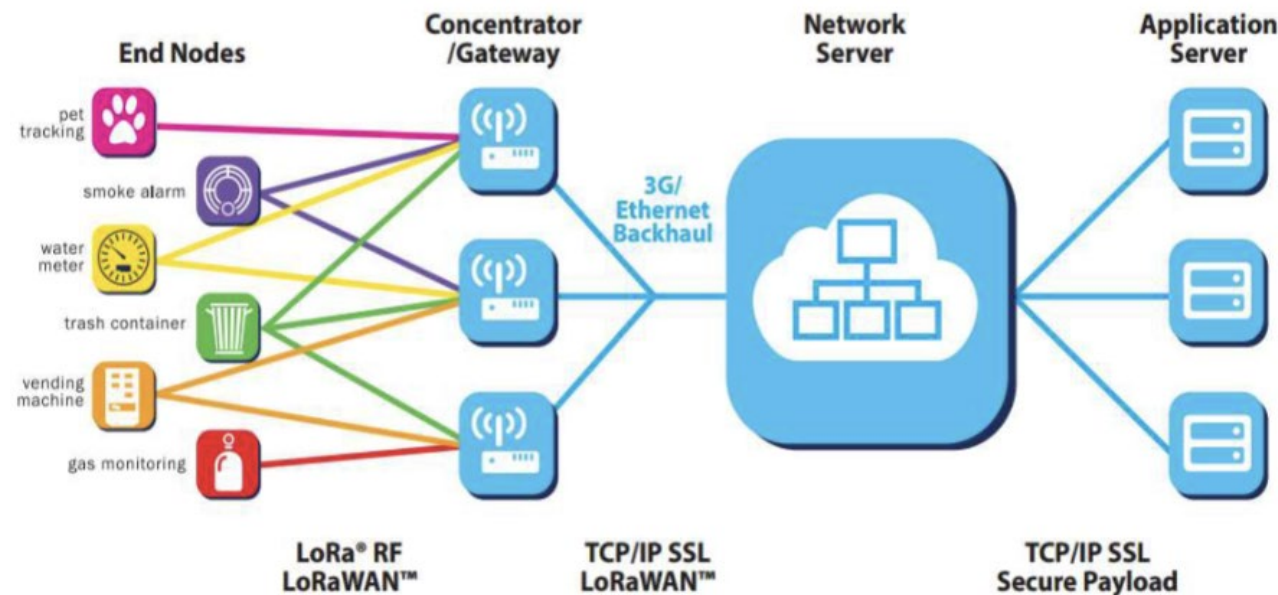 End Nodes
Concentrator
/Gateway
Network
Server
Application
Server
pet
tracking
smoke alarm
water
meter
trash container
vending
machine
gas monitoring
3G/
Ethernet
Backhaul
LoRa® RF
LoRaWAN™
TCP/IP SSL
LoRaWAN™
TCP/IP SSL
Secure Payload